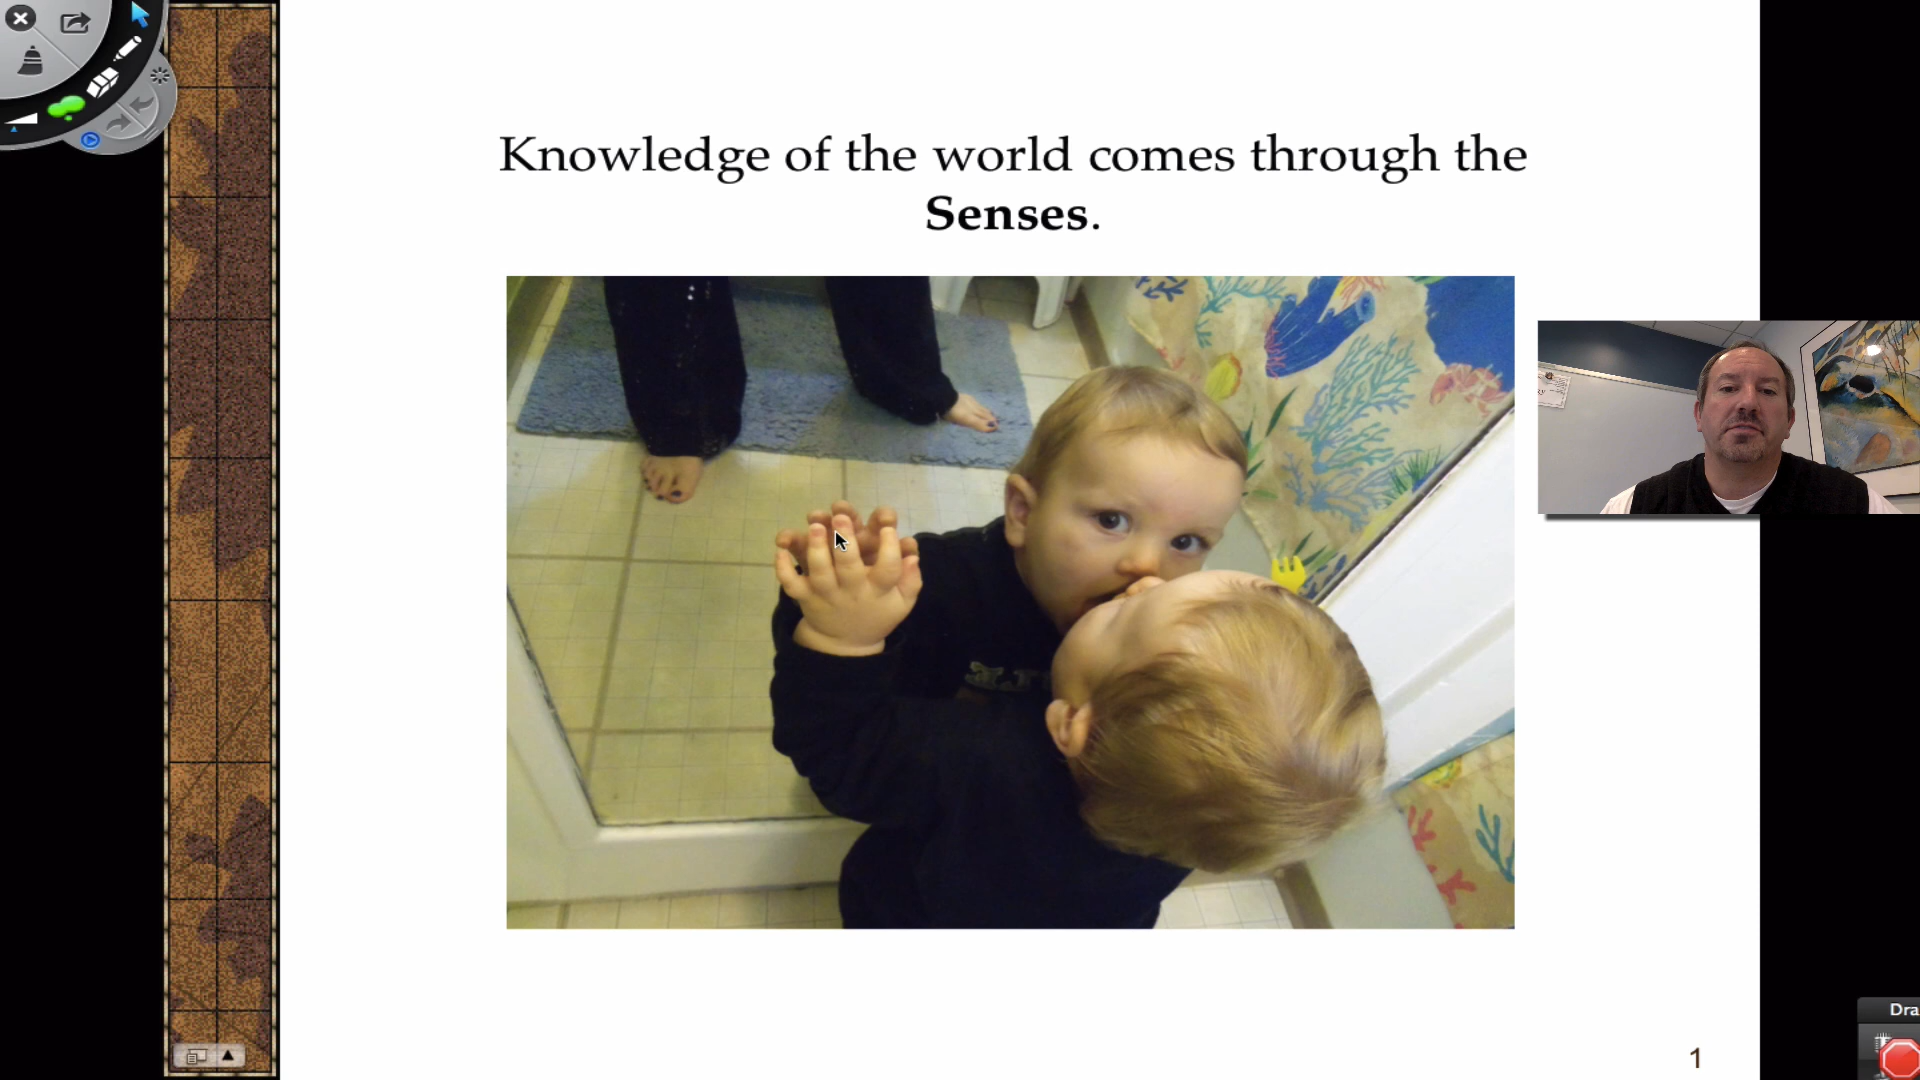 Knowledge of the world comes through the
Senses.
Dra
1